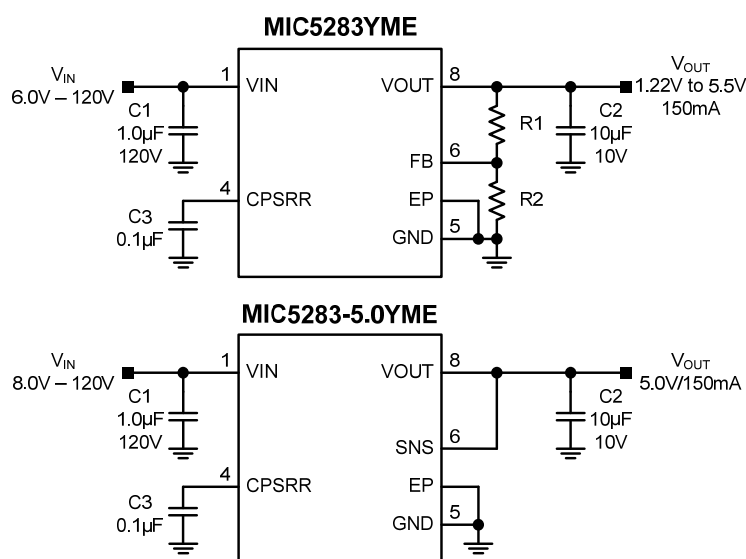 MIC5283YME
VIN
6.0V – 120V
C1
1.0µF
120V
1
VIN
4
CPSRR
C3
0.1µF
VOUT
8
FB
6
EP
GND
5
R1
R2
C2
10µF
10V
VOUT
1.22V to 5.5V
150mA
MIC5283-5.0YME
VIN
8.0V – 120V
C1
1.0µF
120V
1
VIN
4
CPSRR
C3
0.1µF
VOUT
8
SNS
6
EP
GND
5
C2
10µF
10V
VOUT
5.0V/150mA